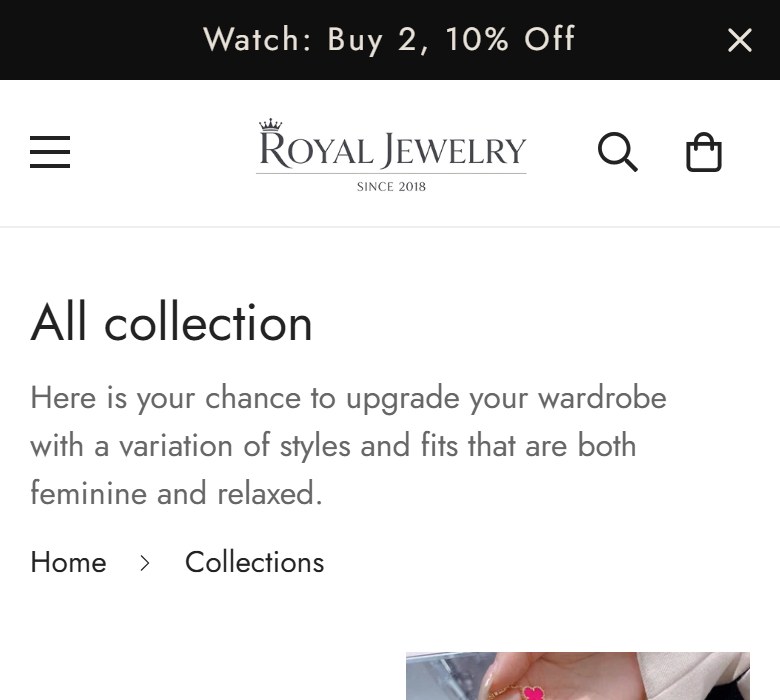 Watch: Buy 2, 10% Off
ROYAL JEWELRY
SINCE 2018
All collection
Here is your chance to upgrade your wardrobe
with a variation of styles and fits that are both
feminine and relaxed.
Home > Collections